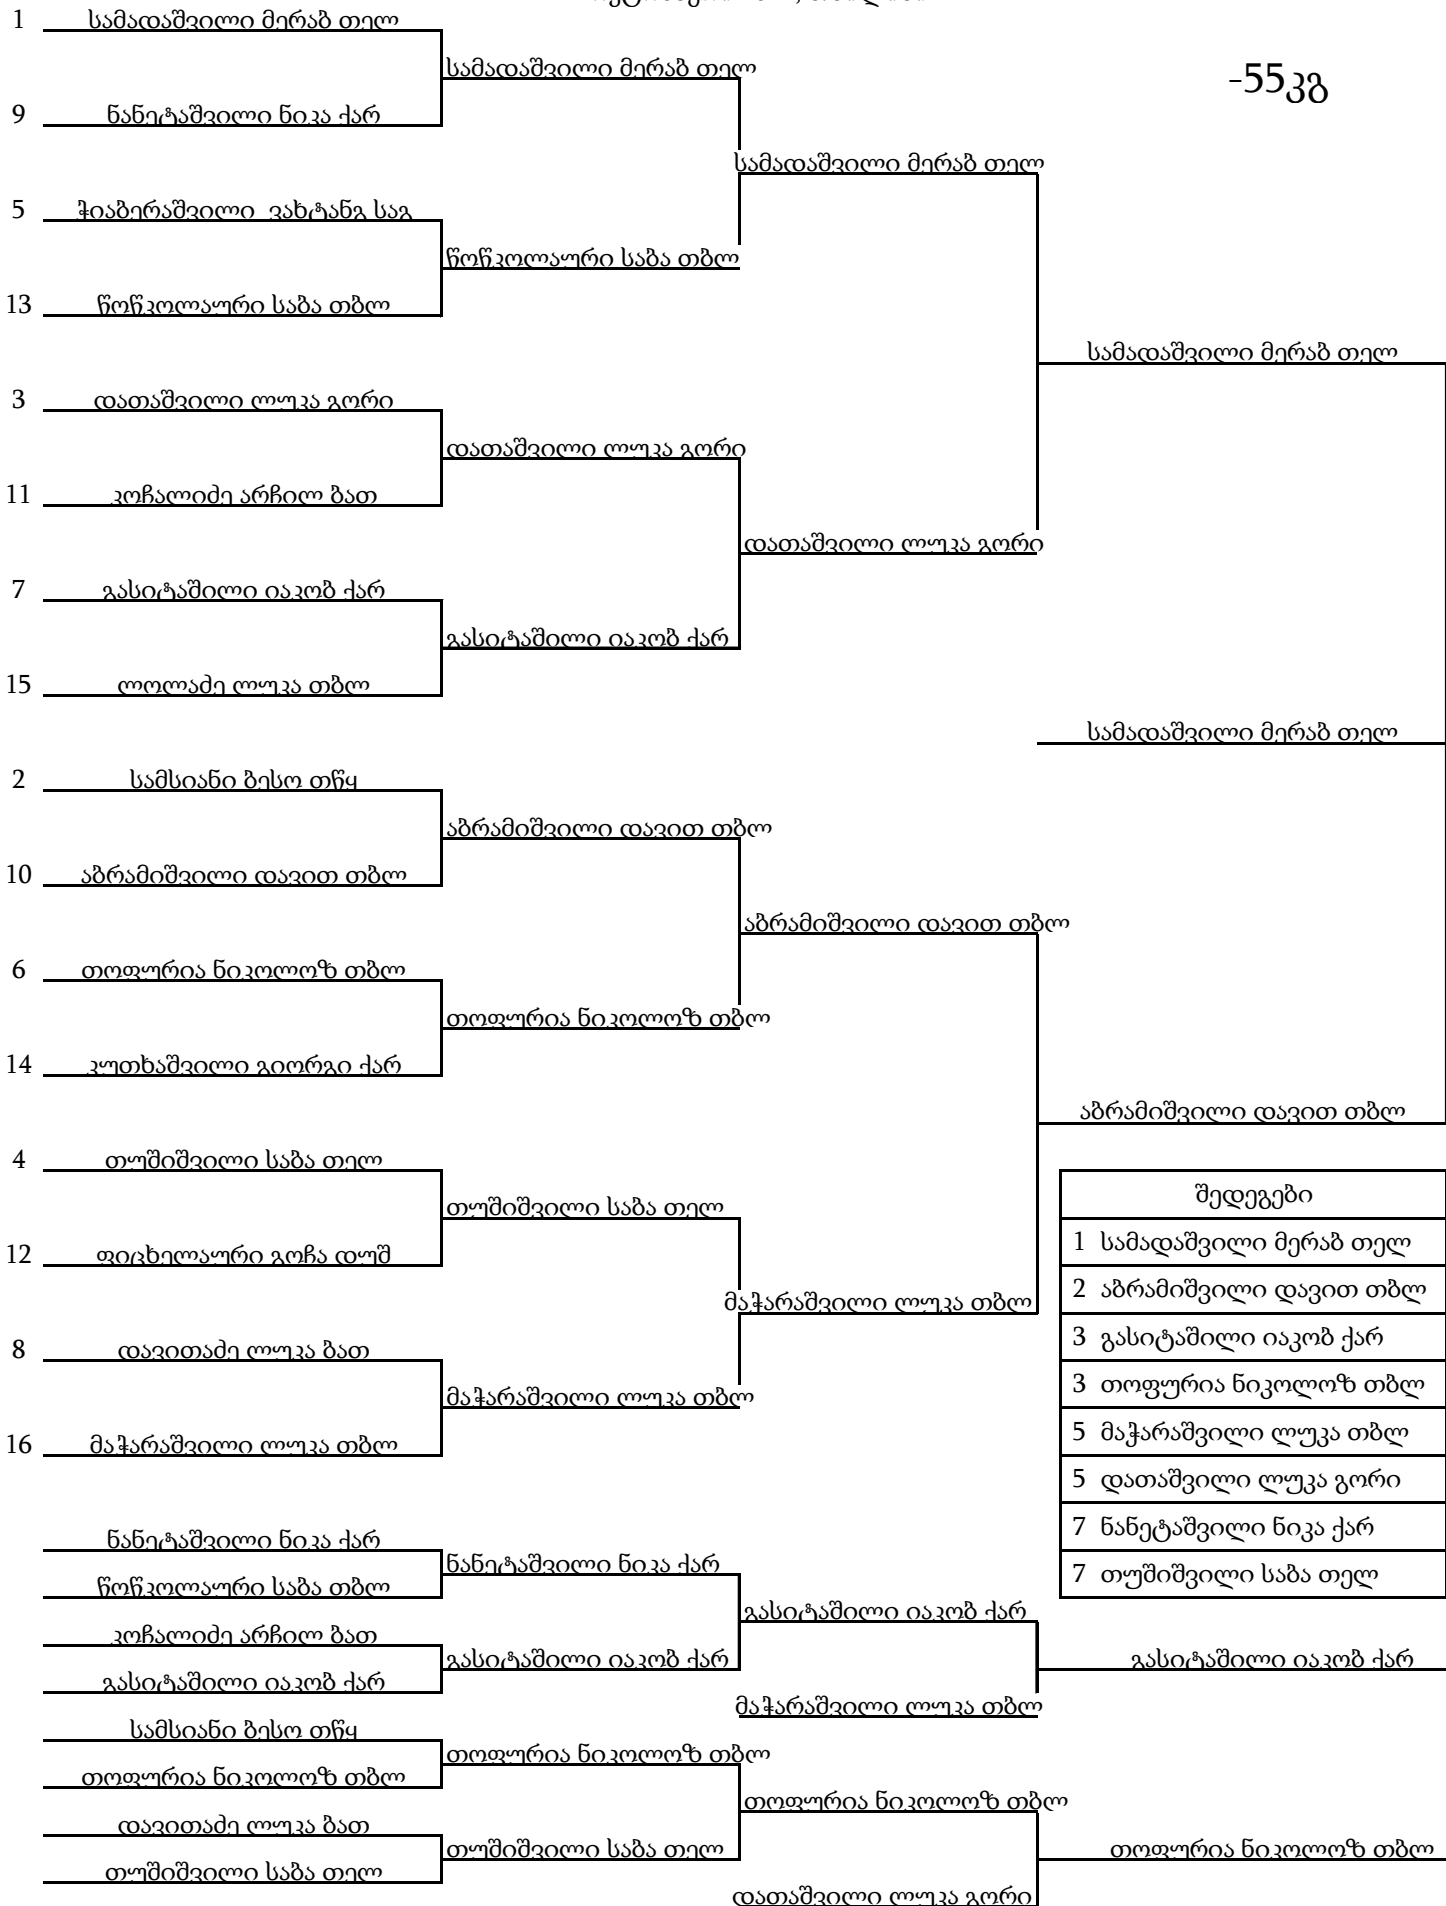 -55კგ
1 სამადაშვილი მერაბ თელ
სამადაშვილი მერაბ თელ
9 ნანეტაშვილი ნიკა ქარ
სამადაშვილი მერაბ თელ
5 ჭიაბერაშვილი ვახტანგ საგ
წოწკოლაური საბა თბლ
13 წოწკოლაური საბა თბლ
სამადაშვილი მერაბ თელ
3 დათაშვილი ლუკა გორი
დათაშვილი ლუკა გორი
11 კოჩალიძე არჩილ ბათ
დათაშვილი ლუკა გორი
7 გასიტაშილი იაკობ ქარ
გასიტაშილი იაკობ ქარ
15 ლოლაძე ლუკა თბლ
სამადაშვილი მერაბ თელ
2 სამსიანი ბესო თწყ
აბრამიშვილი დავით თბლ
10 აბრამიშვილი დავით თბლ
აბრამიშვილი დავით თბლ
6 თოფურია ნიკოლოზ თბლ
თოფურია ნიკოლოზ თბლ
14 კუთხაშვილი გიორგი ქარ
აბრამიშვილი დავით თბლ
4 თუშიშვილი საბა თელ
თუშიშვილი საბა თელ
12 ფიცხელაური გოჩა დუშ
მაჭარაშვილი ლუკა თბლ
8 დავითაძე ლუკა ბათ
მაჭარაშვილი ლუკა თბლ
16 მაჭარაშვილი ლუკა თბლ
შედეგები
1 სამადაშვილი მერაბ თელ
2 აბრამიშვილი დავით თბლ
3 გასიტაშილი იაკობ ქარ
3 თოფურია ნიკოლოზ თბლ
5 მაჭარაშვილი ლუკა თბლ
5 დათაშვილი ლუკა გორი
7 ნანეტაშვილი ნიკა ქარ
7 თუშიშვილი საბა თელ
ნანეტაშვილი ნიკა ქარ
ნანეტაშვილი ნიკა ქარ
წოწკოლაური საბა თბლ
გასიტაშილი იაკობ ქარ
კოჩალიძე არჩილ ბათ
გასიტაშილი იაკობ ქარ
გასიტაშილი იაკობ ქარ
გასიტაშილი იაკობ ქარ
მაჭარაშვილი ლუკა თბლ
სამსიანი ბესო თწყ
თოფურია ნიკოლოზ თბლ
თოფურია ნიკოლოზ თბლ
თოფურია ნიკოლოზ თბლ
დავითაძე ლუკა ბათ
თუშიშვილი საბა თელ
თოფურია ნიკოლოზ თბლ
თუშიშვილი საბა თელ
დათაშვილი ლუკა გორი